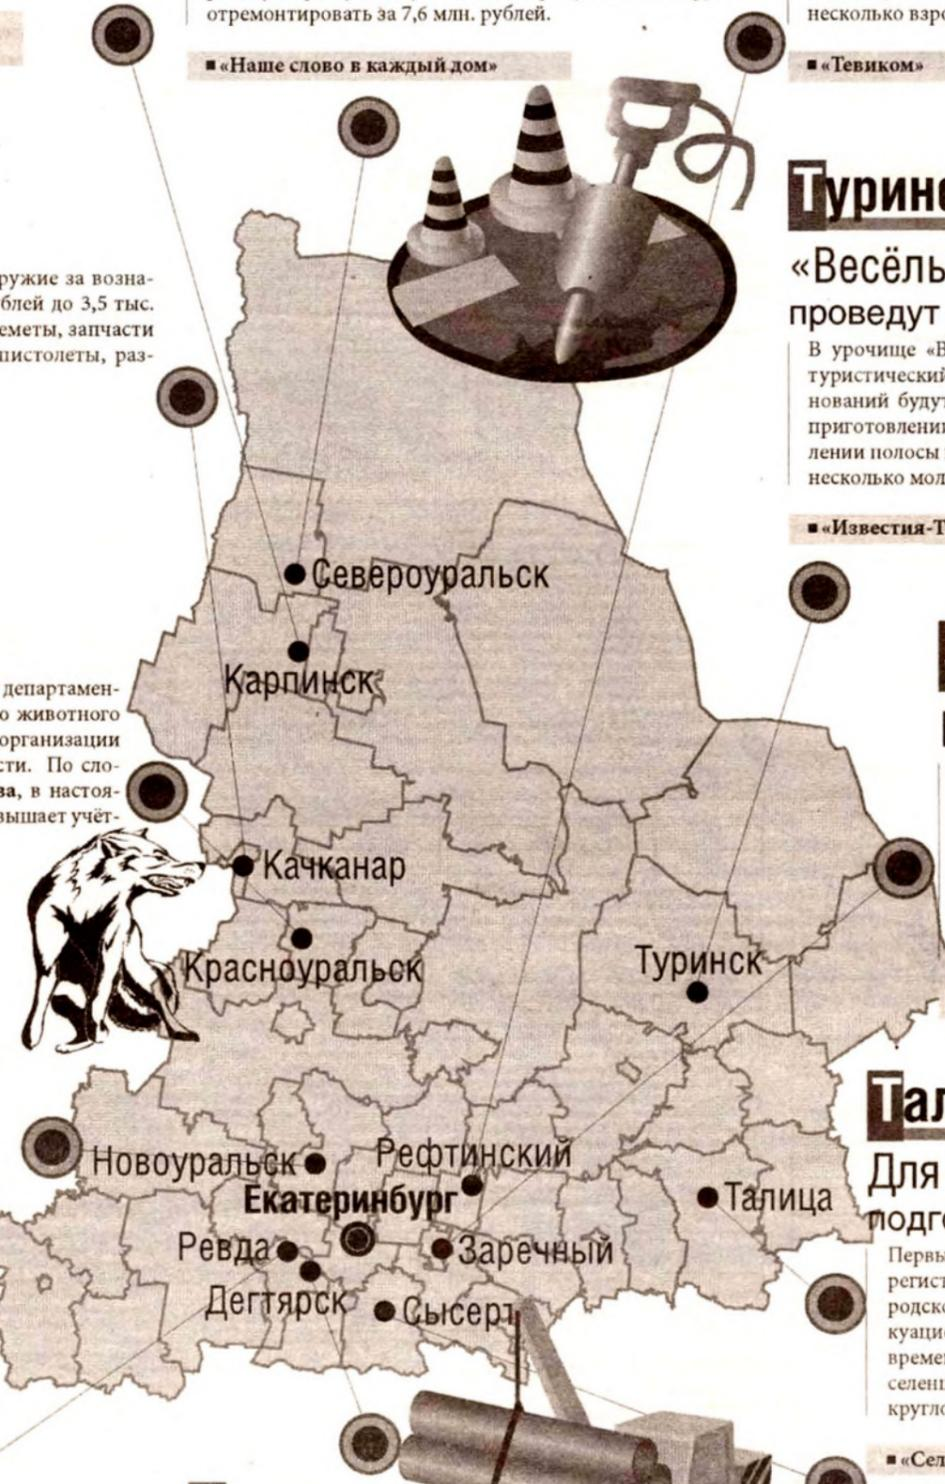 отремонтировать за 7,6 млн. рублей.
«Наше слово в каждый дом»
несколько взро
«Тевиком»
Туринс
«Весёль
проведут
В урочище «В
туристический
нований будут
приготовлени
лении полосы
несколько мол
«Известия-Т
ружие за возна-
блей до 3,5 тыс.
еметы, запчасти
пистолеты, раз-
департамен-
о животного
организации
сти. По сло-
ва, в настоя-
вышает учёт-
Североуральск
Карпинск
Качканар
Красноуральск
Туринск
Новоуральск
Рефтинский
Екатеринбург
Талица
Ревда
Заречный
Дегтярск
Сысерт
Тал
Для
подго
Первы
регист
родско
куацио
времен
селени
кругло
«Сел